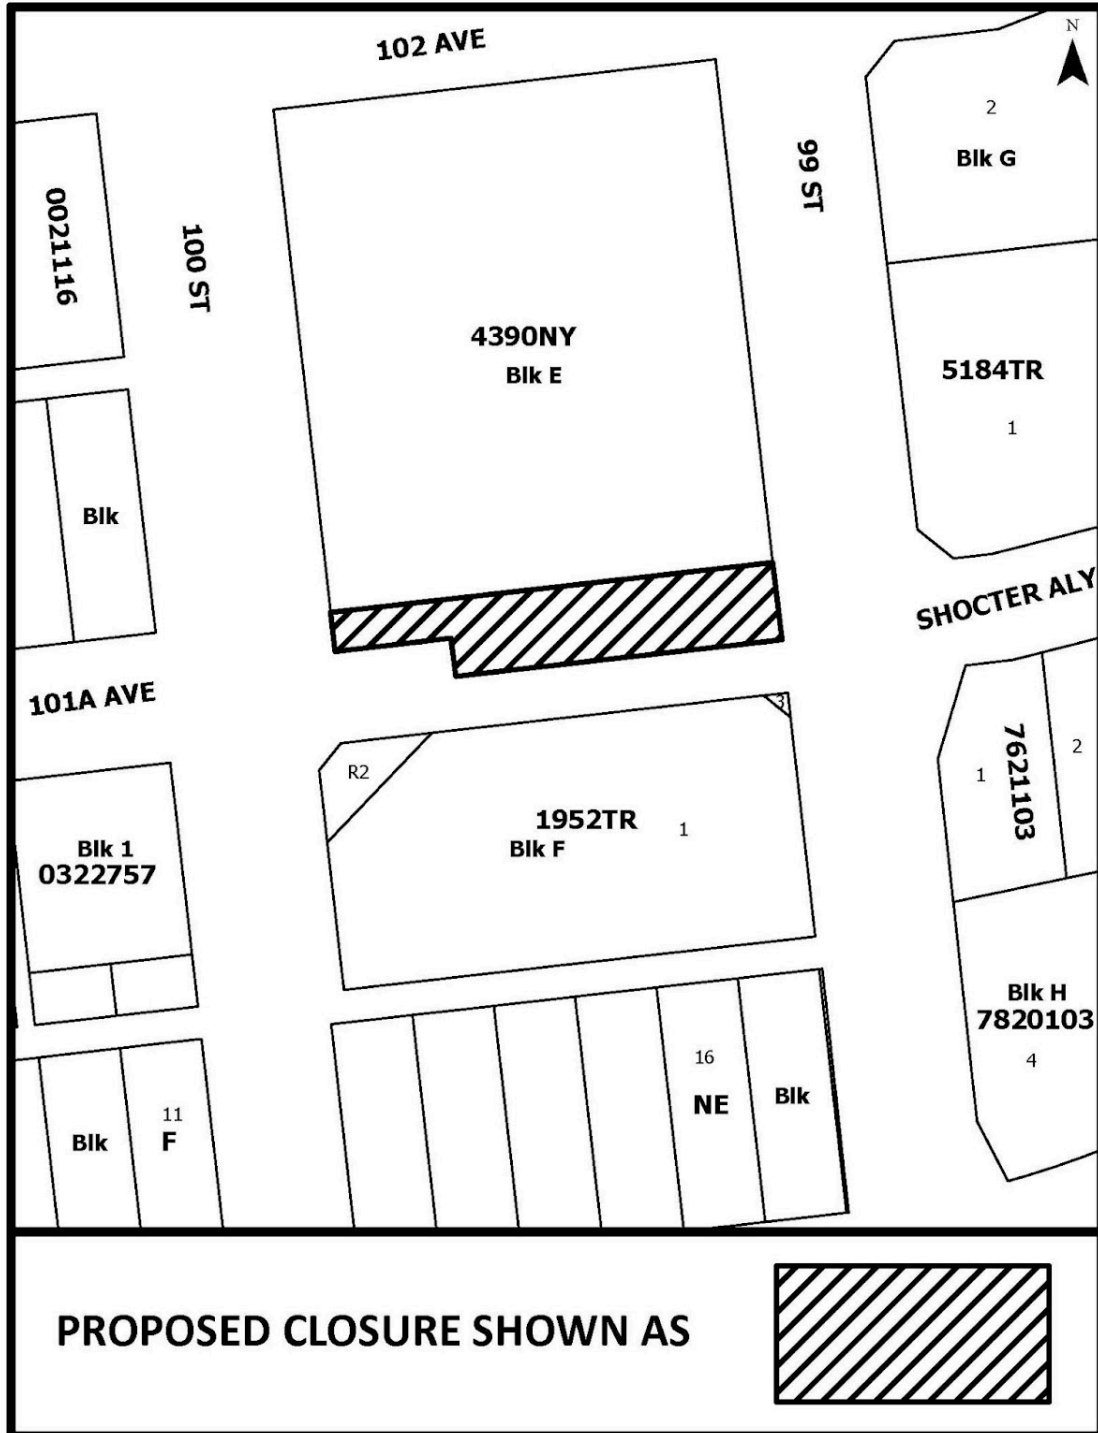 102 AVE
N
2
Blk G
99 ST
0021116
100 ST
4390NY
Blk E
5184TR
1
Blk
SHOCTER ALY
101A AVE
3
R2
1952TR
1
Blk F
7621103
1
2
Blk 1
0322757
Blk H
7820103
4
16
NE
Blk
11
Blk
F
PROPOSED CLOSURE SHOWN AS